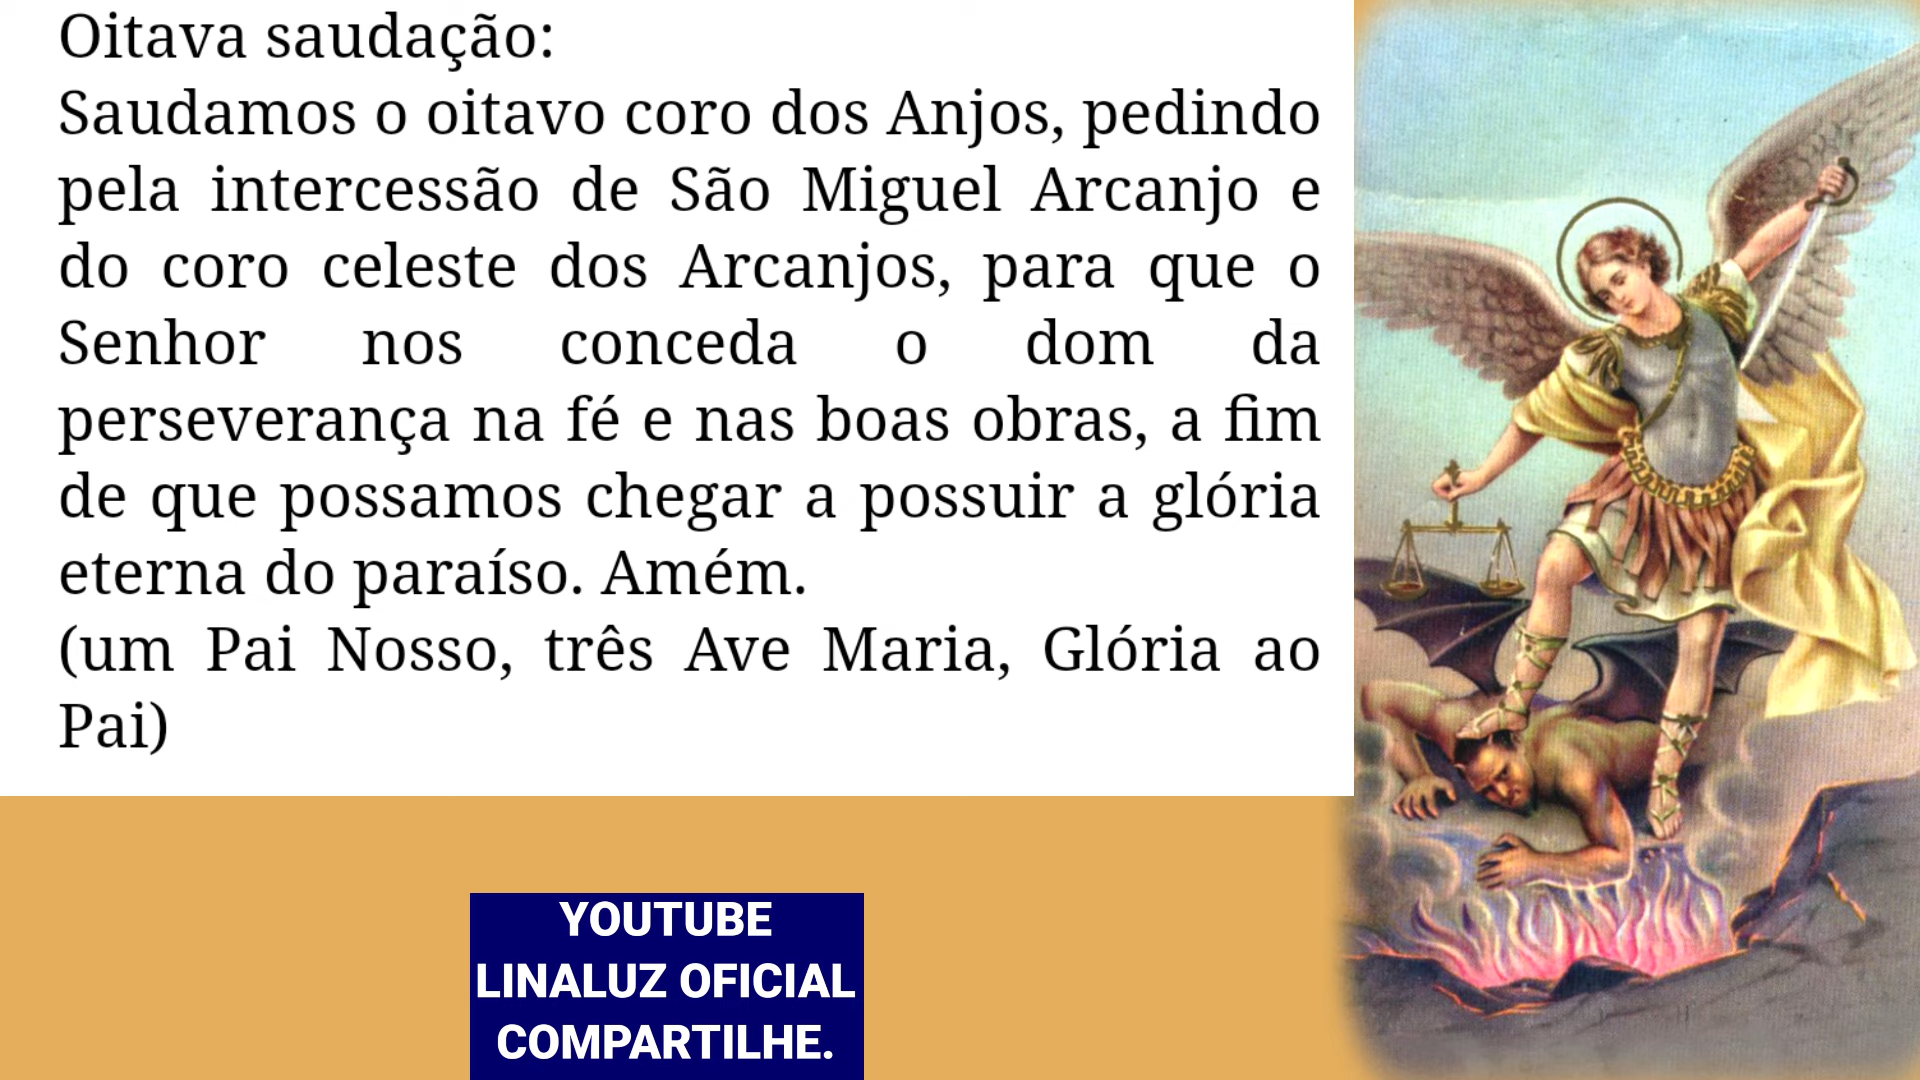 Oitava saudação:
Saudamos o oitavo coro dos Anjos, pedindo
pela intercessão de São Miguel Arcanjo e
do coro celeste dos Arcanjos, para que o
Senhor nos conceda o dom da
perseverança na fé e nas boas obras, a fim
de que possamos chegar a possuir a glória
eterna do paraíso. Amém.
(um Pai Nosso, três Ave Maria, Glória ao
Pai)
YOUTUBE
LINALUZ OFICIAL
COMPARTILHE.